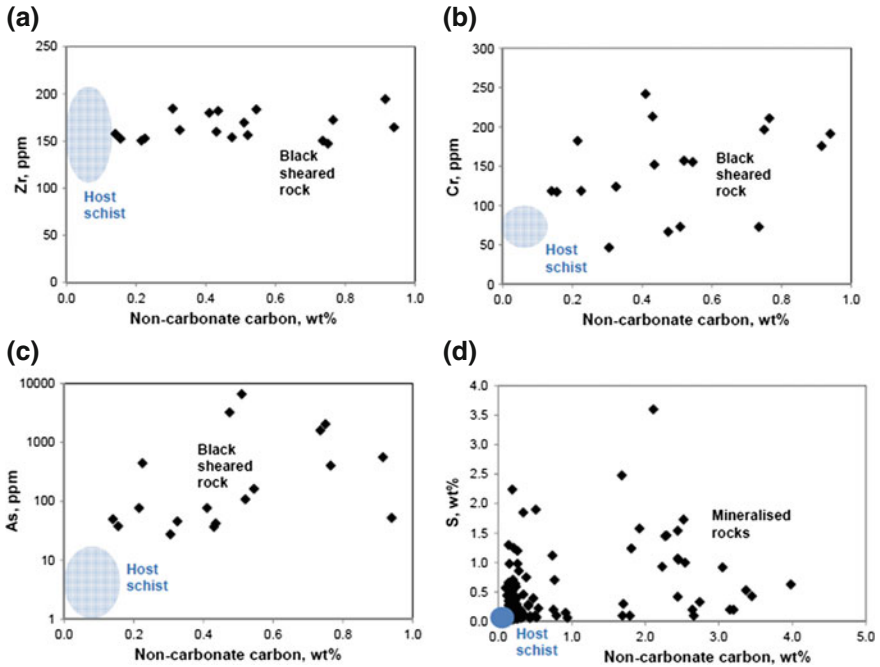 (a)
250
200
150
100
50
0
0.0 0.2 0.4 0.6 0.8 1
Zr, ppm
Non-carbonate carbon, wt%
Host
schist
Black
sheared
rock
(b)
300
250
200
150
100
50
0
0.0 0.2 0.4 0.6 0.8 1.0
Cr, ppm
Non-carbonate carbon, wt%
Host
schist
Black
sheared
rock
(c)
10000
1000
100
10
1
0.0 0.2 0.4 0.6 0.8 1.0
As, ppm
Non-carbonate carbon, wt%
Host
schist
Black
sheared
rock
(d)
4.0
3.5
3.0
2.5
2.0
1.5
1.0
0.5
0.0
0.0 1.0 2.0 3.0 4.0 5.0
S, wt%
Non-carbonate carbon, wt%
Host
schist
Mineralised
rocks